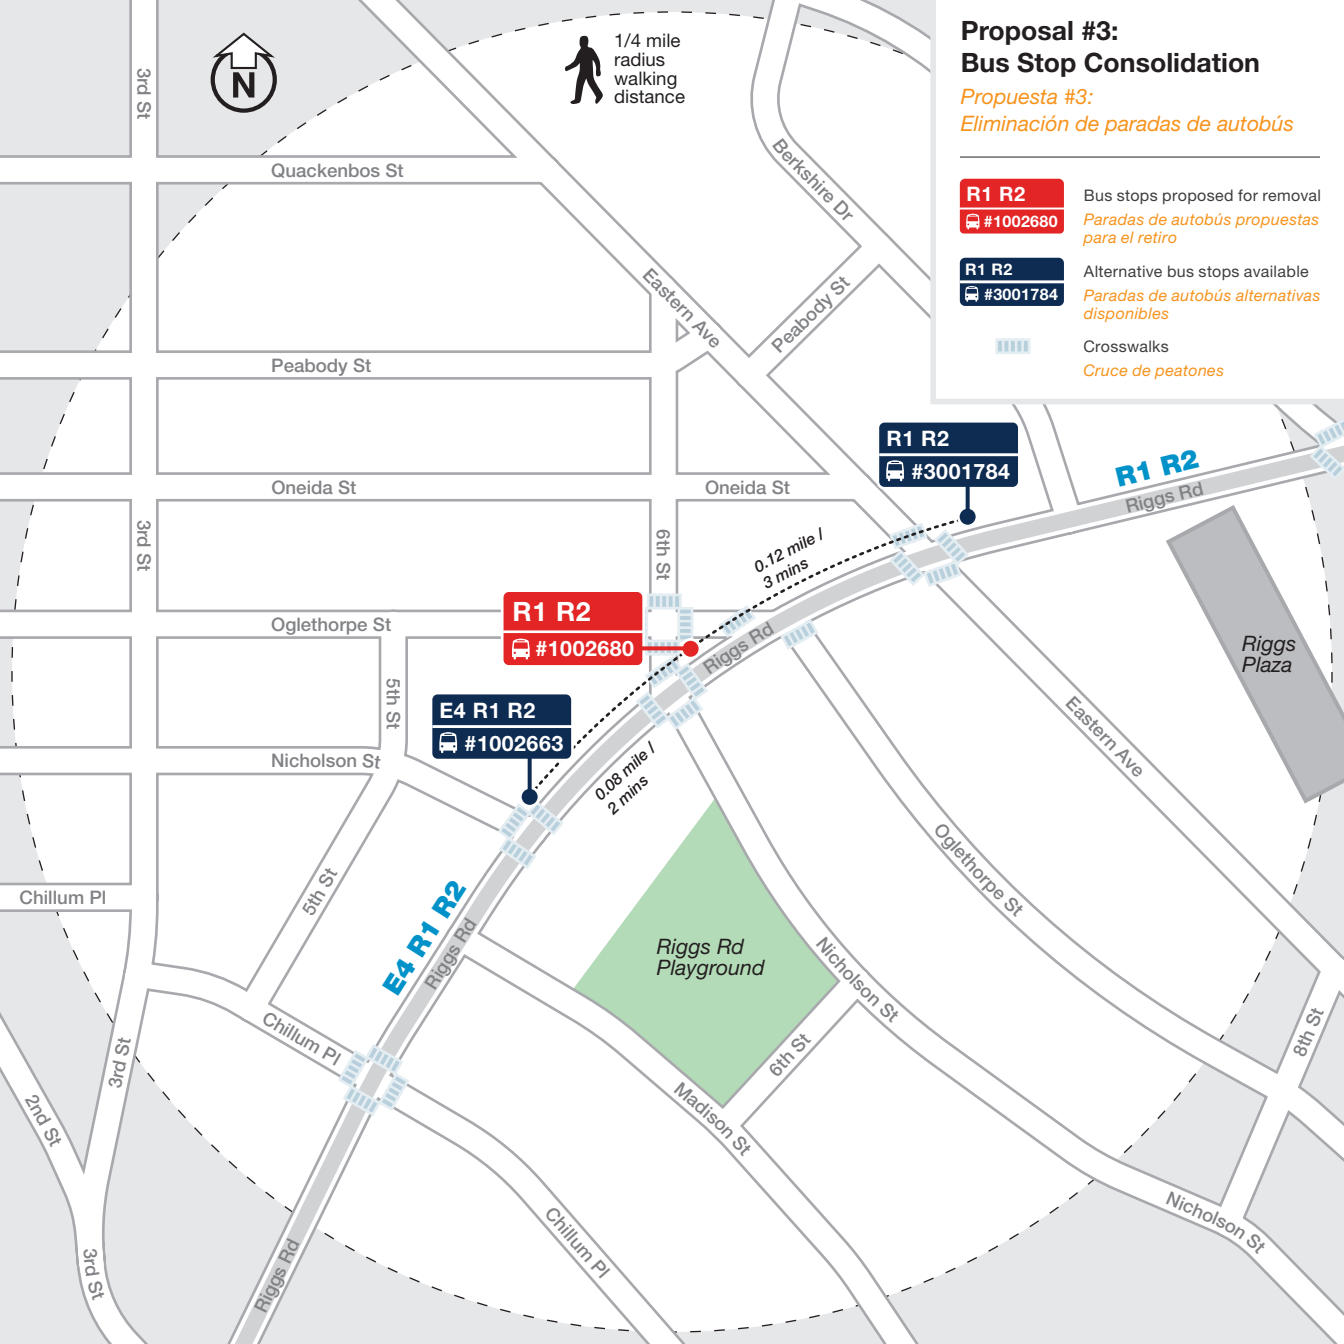 Proposal #3:
Bus Stop Consolidation
Propuesta #3:
Eliminación de paradas de autobús
R1 R2
#1002680
Bus stops proposed for removal
Paradas de autobús propuestas
para el retiro
R1 R2
#3001784
Alternative bus stops available
Paradas de autobús alternativas
disponibles
Crosswalks
Cruce de peatones
N
1/4 mile
radius
walking
distance
3rd St
Quackenbos St
Berkshire Dr
Eastern Ave
Peabody St
Peabody St
R1 R2
#3001784
R1 R2
Riggs Rd
Oneida St
Oneida St
3rd St
6th St
0.12 mile /
3 mins
R1 R2
#1002680
Oglethorpe St
Riggs Rd
Riggs
Plaza
5th St
E4 R1 R2
#1002663
Nicholson St
0.08 mile /
2 mins
Eastern Ave
Oglethorpe St
Chillum Pl
5th St
E4 R1 R2
Riggs Rd
Riggs Rd
Playground
Nicholson St
Chillum Pl
6th St
8th St
3rd St
2nd St
Madison St
Nicholson St
Chillum Pl
3rd St
Riggs Rd